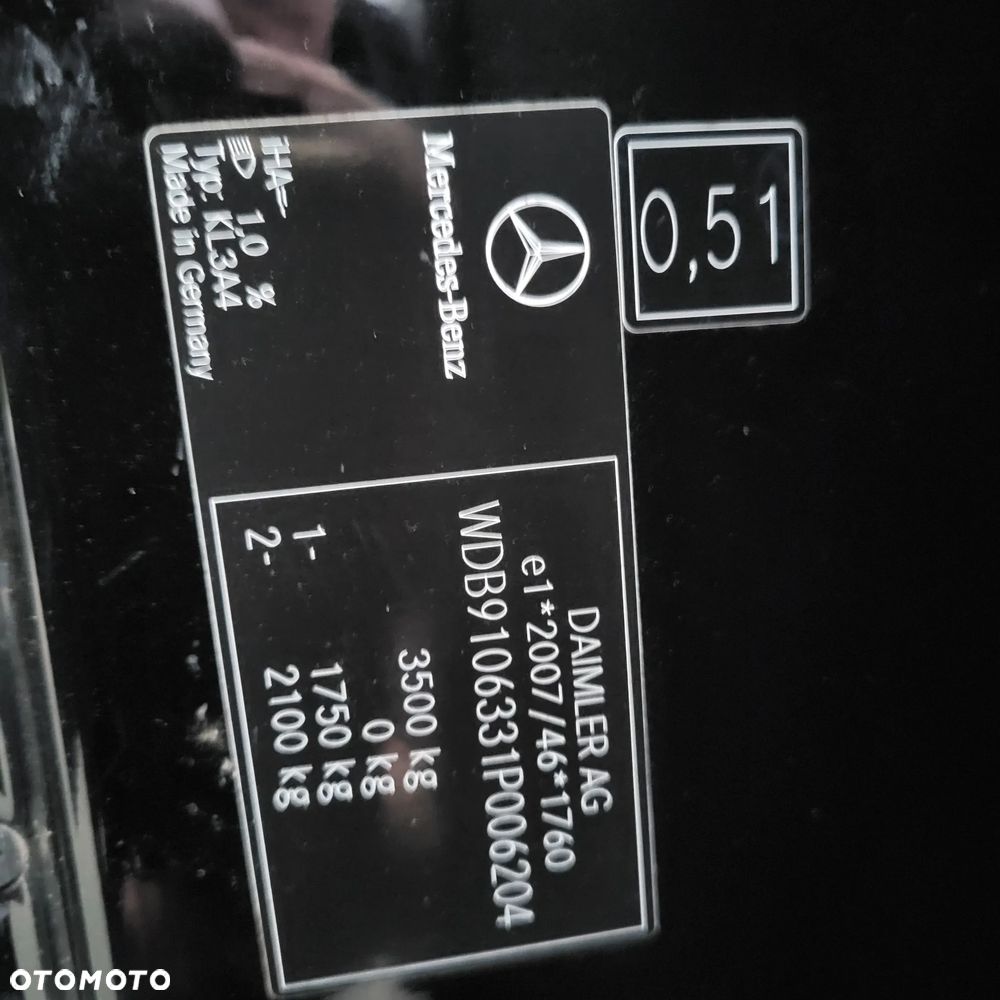 0,51
Mercedes-Benz
IHA
1,0 %
Typ: KL3A4
Made in Germany
DAIMLER AG
e1*2007/46*1760
WDB9106331P006204
3500 kg
0 kg
1- 1750 kg
2- 2100 kg
OTOMOTO